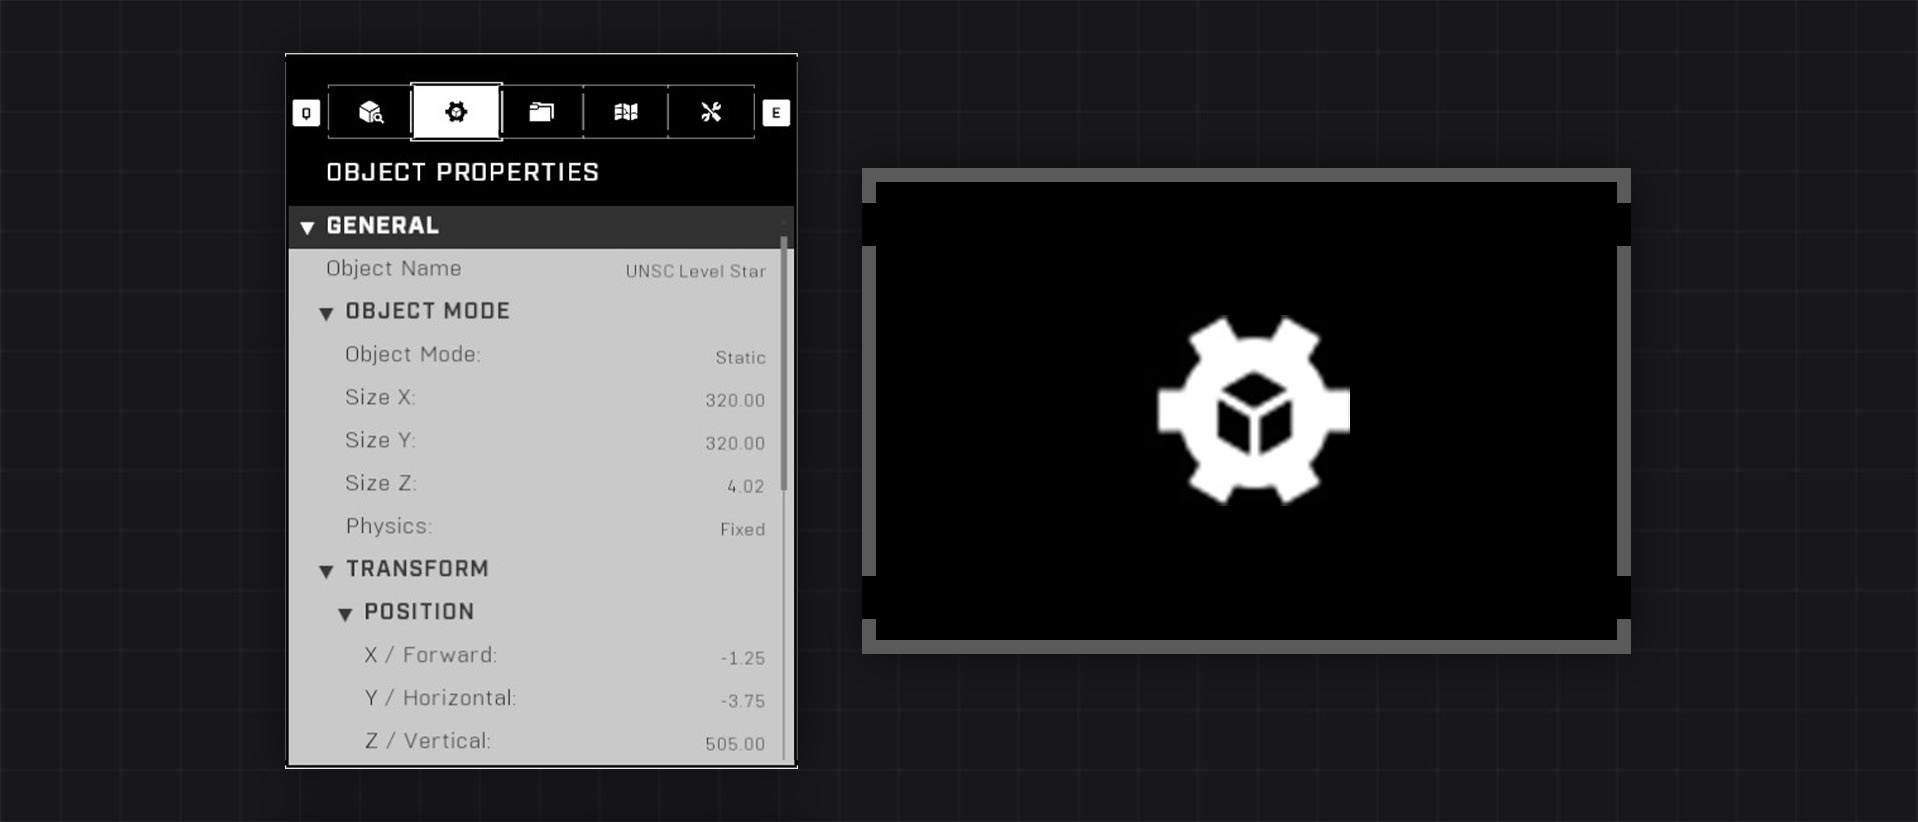 Q
E
OBJECT PROPERTIES
GENERAL
Object Name UNSC Level Star
OBJECT MODE
Object Mode: Static
Size X: 320.00
Size Y: 320.00
Size Z: 4.02
Physics: Fixed
TRANSFORM
POSITION
X / Forward: -1.25
Y / Horizontal: -3.75
Z / Vertical: 505.00